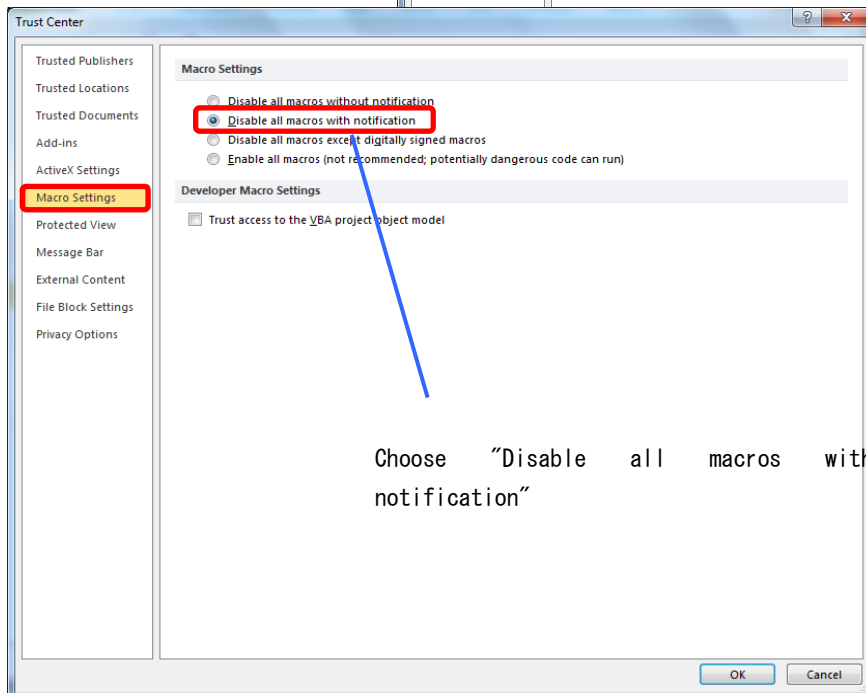 Trust Center
Trusted Publishers
Trusted Locations
Trusted Documents
Add-ins
ActiveX Settings
Macro Settings
Protected View
Message Bar
External Content
File Block Settings
Privacy Options
Macro Settings
Disable all macros without notification
Disable all macros with notification
Disable all macros except digitally signed macros
Enable all macros (not recommended; potentially dangerous code can run)
Developer Macro Settings
Trust access to the VBA project object model
Choose "Disable all macros with
notification"
OK
Cancel